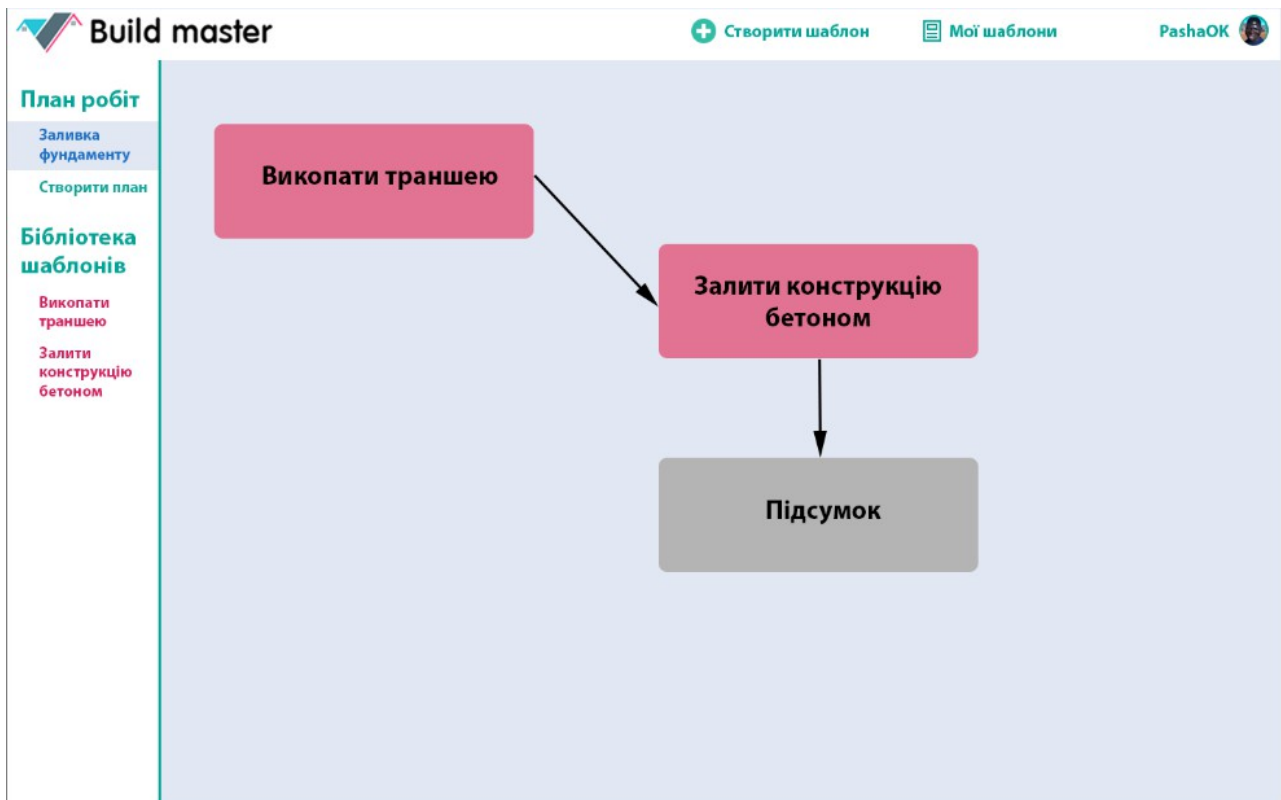 Build master
Створити шаблон
Мої шаблони
PashaOK
План робіт
Заливка
фундаменту
Створити план
Бібліотека
шаблонів
Викопати
траншею
Залити
конструкцію
бетоном
Викопати траншею
Залити конструкцію
бетоном
Підсумок